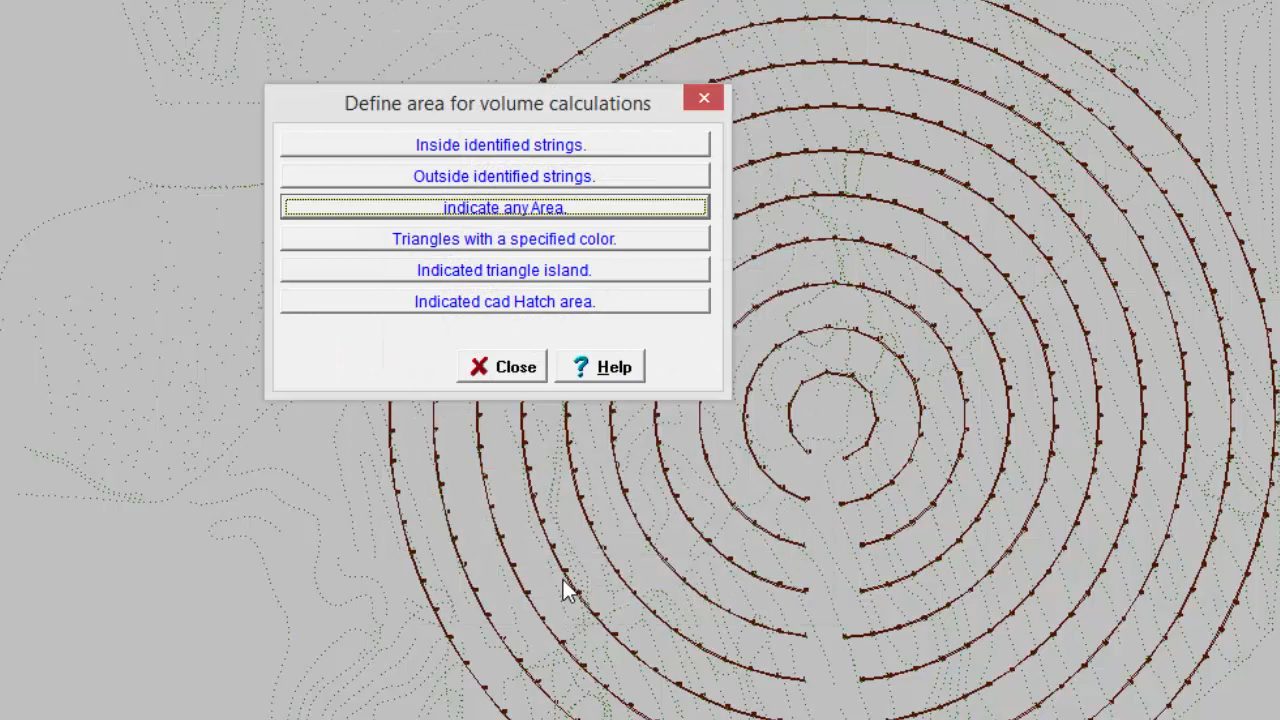 Define area for volume calculations
Inside identified strings.
Outside identified strings.
indicate any Area.
Triangles with a specified color.
Indicated triangle island.
Indicated cad Hatch area.
Close
Help